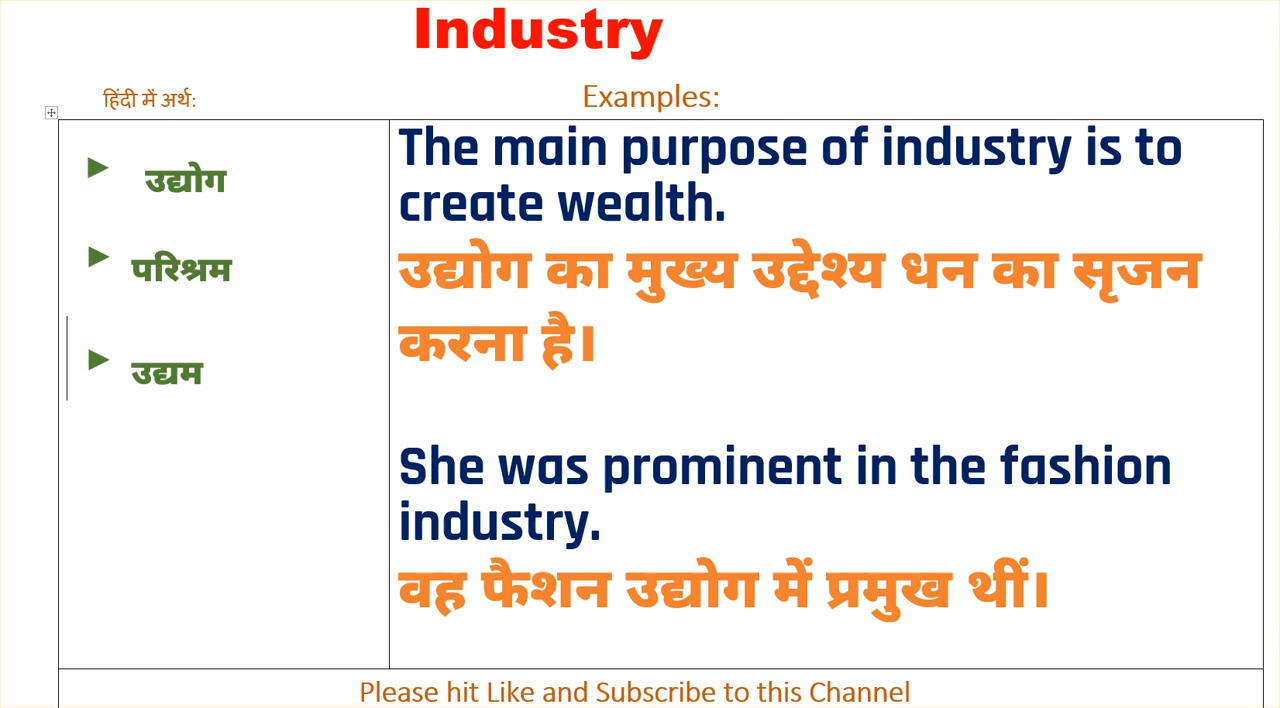 Industry
हिंदी में अर्थ:
Examples:
उद्योग
परिश्रम
उद्यम
The main purpose of industry is to
create wealth.
उद्योग का मुख्य उद्देश्य धन का सृजन
करना है।
She was prominent in the fashion
industry.
वह फैशन उद्योग में प्रमुख थीं।
Please hit Like and Subscribe to this Channel